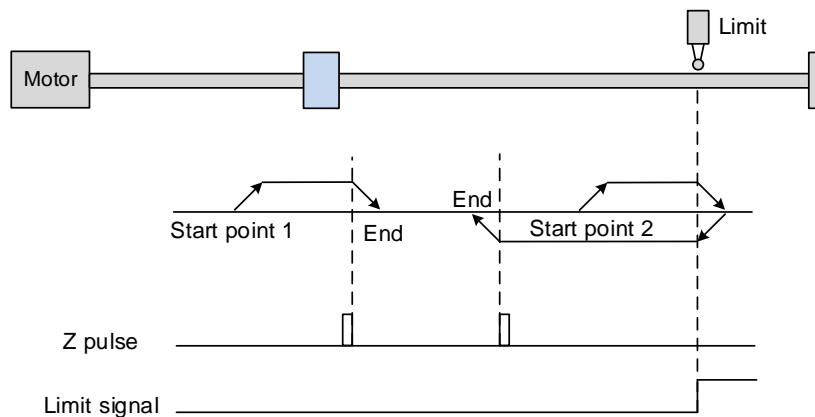 Limit
Motor
End
Start point 1
End
Start point 2
Z pulse
Limit signal